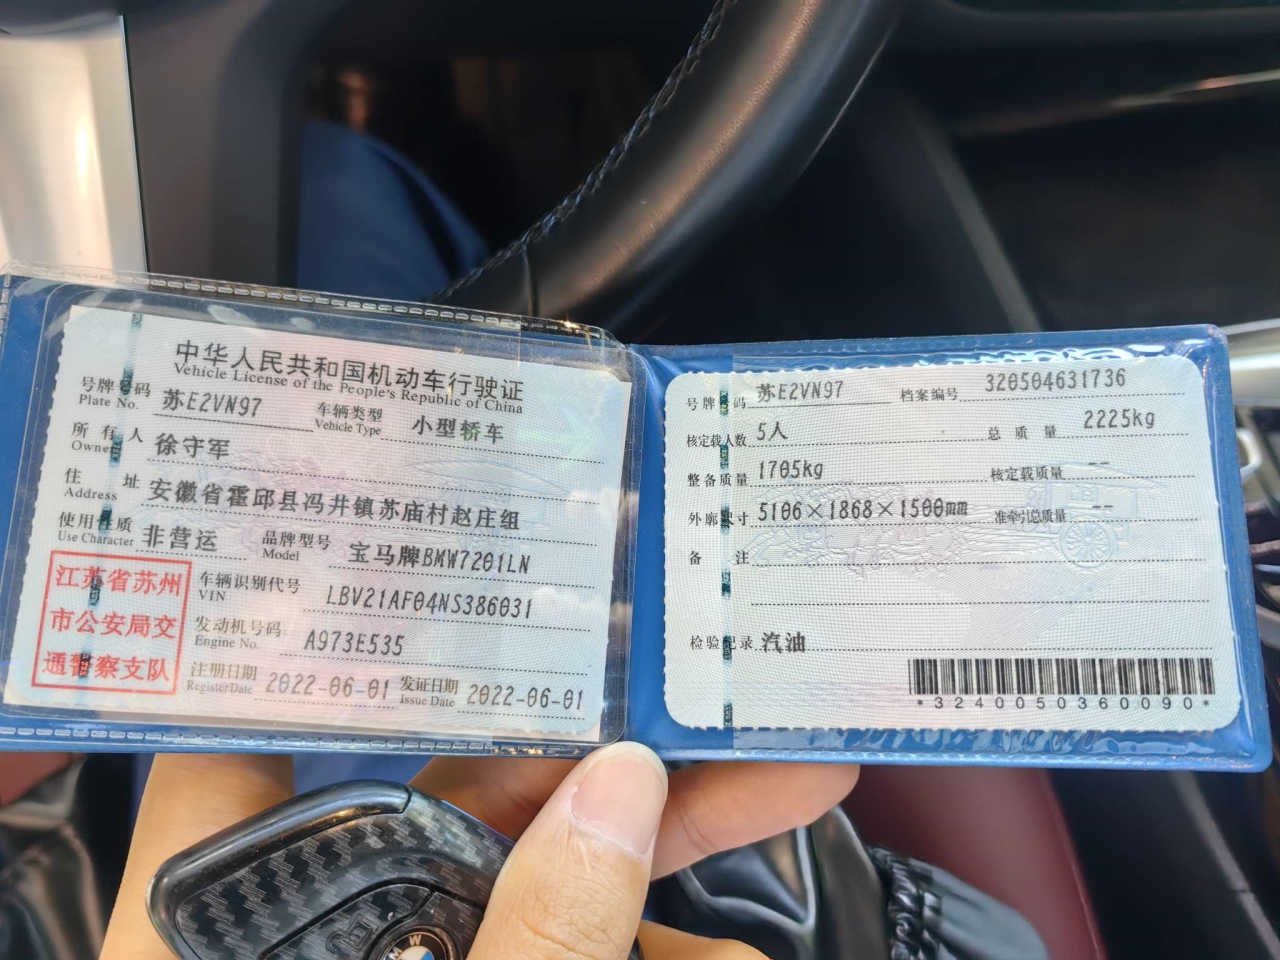 中华人民共和国机动车行驶证
Vehicle License of the People's Republic of China
号牌号码 苏E2VN97 车辆类型 小型轿车
Plate No. Vehicle Type
所有人 徐守军
Owner
住址 安徽省霍邱县冯井镇苏庙村赵庄组
Address
使用性质 非营运 品牌型号 宝马牌BMW7201LN
Use Character Model
江苏省苏州
市公安局交
通警察支队
车辆识别代号 LBV21AF04NS386031
VIN
发动机号码 A973E535
Engine No.
注册日期 2022-06-01 发证日期 2022-06-01
Register Date Issue Date
号牌号码 苏E2VN97 档案编号 320504631736
核定载人数 5人 总质量 2225kg
整备质量 1705kg 核定载质量 --
外廓尺寸 5106×1868×1500mm 准牵引总质量 --
备注
检验记录 汽油
*3240050360090*
BMW